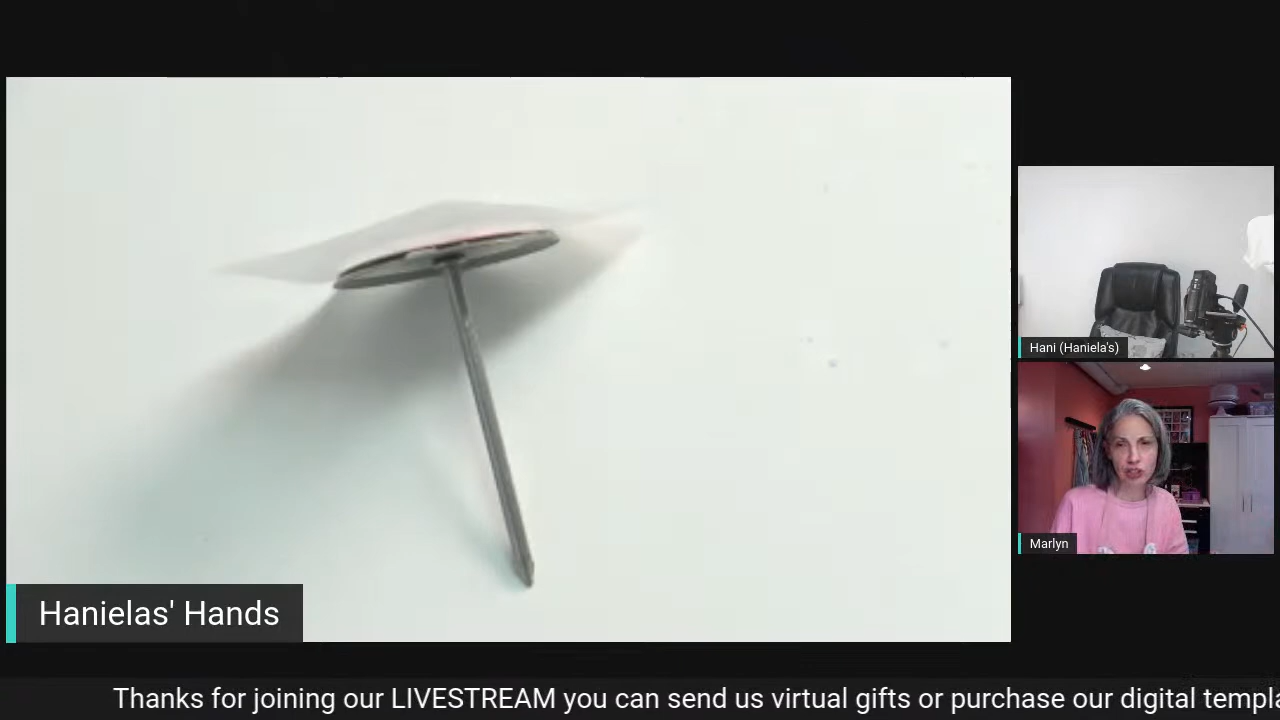 Hani (Haniela's)
Marlyn
Hanielas' Hands
Thanks for joining our LIVESTREAM you can send us virtual gifts or purchase our digital templa